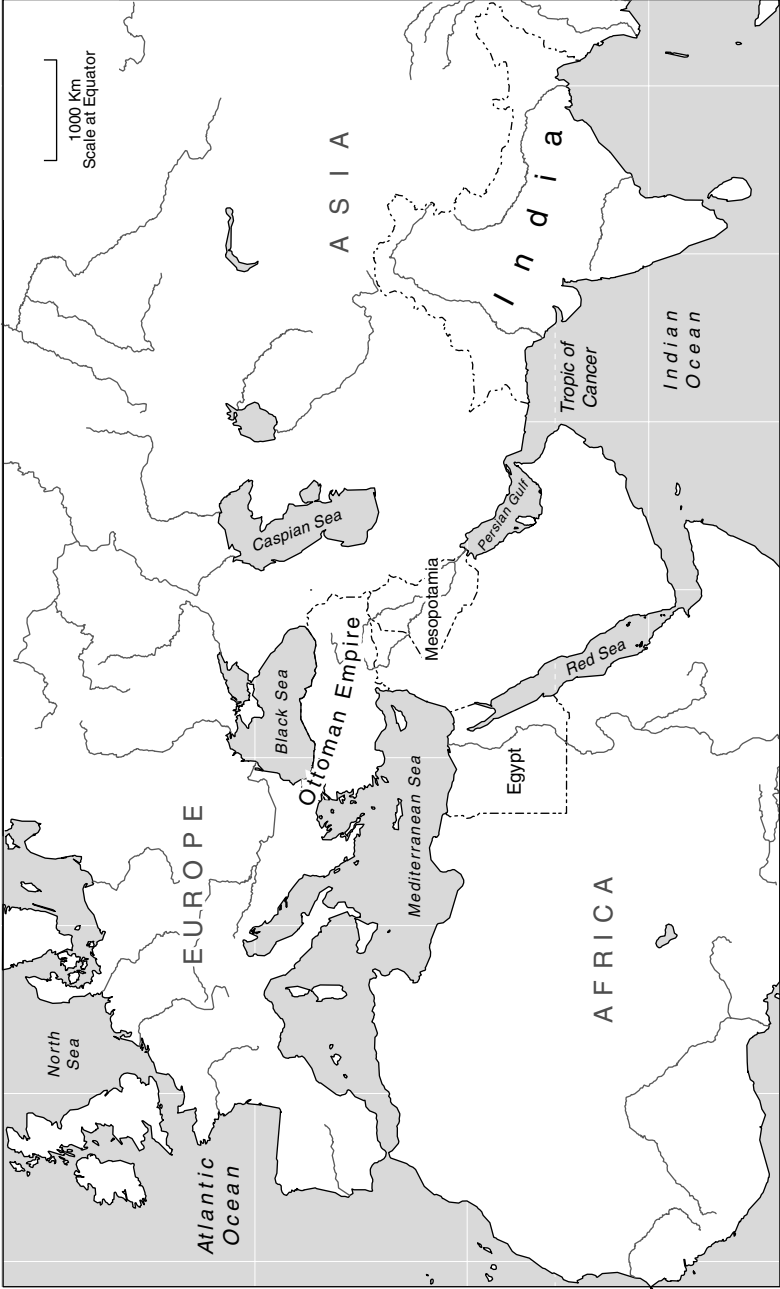 1000 Km
Scale at Equator
North
Sea
EUROPE
ASIA
Atlantic
Ocean
Black Sea
Caspian Sea
Ottoman Empire
Mediterranean Sea
Mesopotamia
Persian Gulf
India
Egypt
Red Sea
Tropic of
Cancer
AFRICA
Indian
Ocean